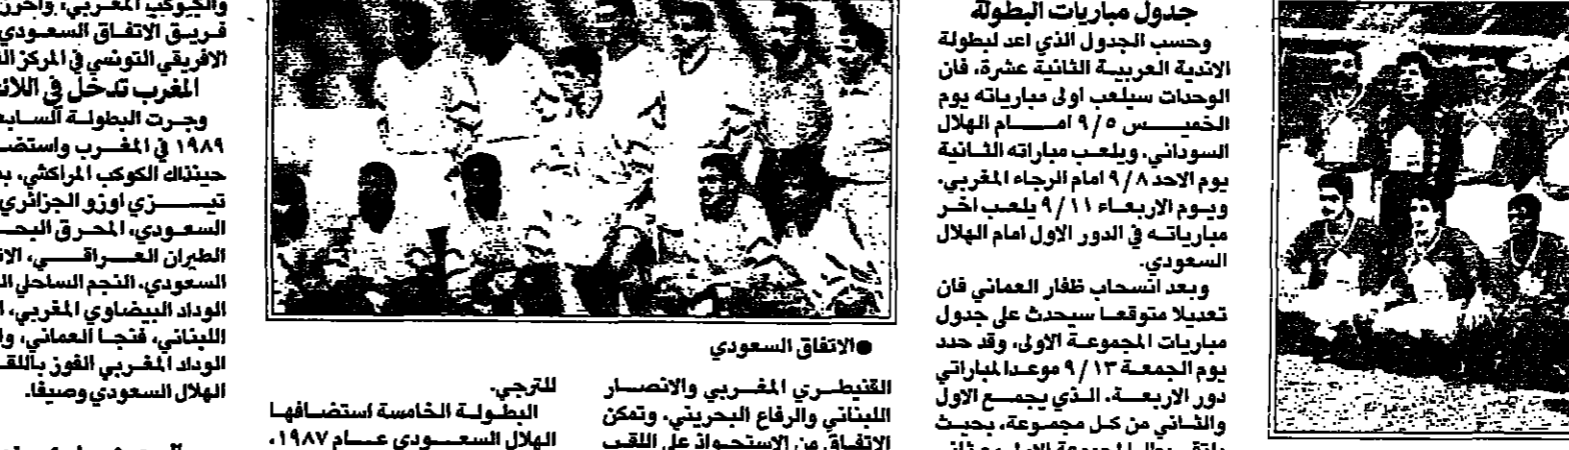 جدول مباريات البطولة
وحسب الجدول الذي اعد لبطولة
الاندية العربية الثانية عشرة، فان
الوحدات سيلعب اولى مبارياته يوم
الخميس ٩/٥ امام الهلال
السوداني، ويلعب مباراته الثانية
يوم الاحد ٩/٨ امام الرجاء المغربي.
ويوم الاربعاء ٩/١١ يلعب اخر
مبارياته في الدور الاول امام الهلال
السعودي.
وبعد انسحاب ظفار العماني فان
تعديلا متوقعا سيحدث على جدول
مباريات المجموعة الاولى، وقد حدد
يوم الجمعة ٩/١٣ موعدا لمباراتي
دور الاربعة، الذي يجمع الاول
والثاني من كل مجموعة، بحيث
●الاتفاق السعودي
القنيطري المغربي والانصار
اللبناني والرفاع البحريني، وتمكن
الاتفاق من الاستحواذ على اللقب
للترجي.
البطولة الخامسة استضافها
الهلال السعودي عام ١٩٨٧،
والكوكب المغربي، واحرز
فريق الاتفاق السعودي
الافريقي التونسي في المركز
المغرب تدخل في
وجرت البطولة
١٩٨٩ في المغرب
حينذاك الكوكب المراكشي،
تيزي اوزو الجزائري
السعودي، المحرق
الطيران العراقي،
السعودي، النجم الساحلي
الوداد البيضاوي المغربي،
اللبناني، فنجا العماني،
الوداد المغربي الفوز
الهلال السعودي وصيفا.